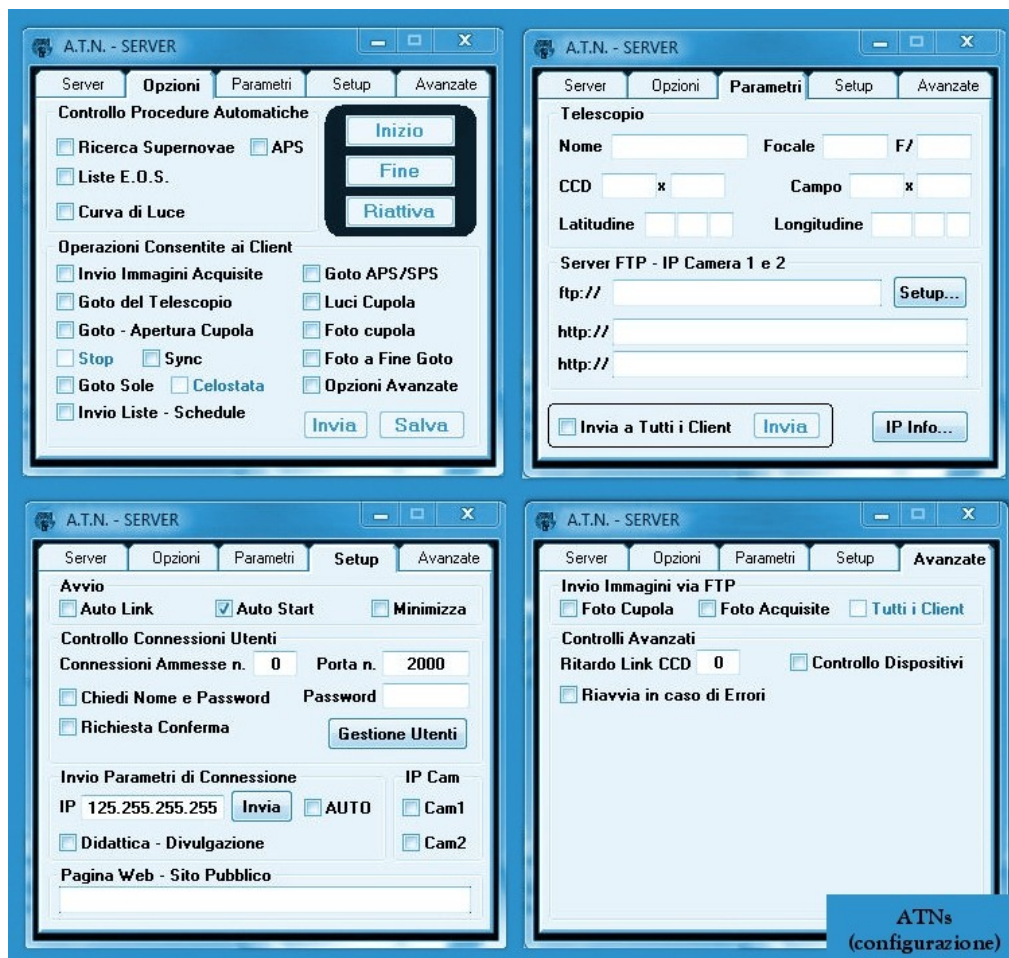 A.T.N. - SERVER
Server Opzioni Parametri Setup Avanzate
Controllo Procedure Automatiche
Ricerca Supernovae APS
Liste E.O.S.
Curva di Luce
Inizio
Fine
Riattiva
Operazioni Consentite ai Client
Invio Immagini Acquisite Goto APS/SPS
Goto del Telescopio Luci Cupola
Goto - Apertura Cupola Foto cupola
Stop Sync Foto a Fine Goto
Goto Sole Celostata Opzioni Avanzate
Invio Liste - Schedule Invia Salva
A.T.N. - SERVER
Server Opzioni Parametri Setup Avanzate
Telescopio
Nome Focale F/
CCD x Campo x
Latitudine Longitudine
Server FTP - IP Camera 1 e 2
ftp:// Setup...
http://
http://
Invia a Tutti i Client Invia IP Info...
A.T.N. - SERVER
Server Opzioni Parametri Setup Avanzate
Avvio
Auto Link Auto Start Minimizza
Controllo Connessioni Utenti
Connessioni Ammesse n. 0 Porta n. 2000
Chiedi Nome e Password Password
Richiesta Conferma Gestione Utenti
Invio Parametri di Connessione IP Cam
IP 125.255.255.255 Invia AUTO Cam1
Didattica - Divulgazione Cam2
Pagina Web - Sito Pubblico
A.T.N. - SERVER
Server Opzioni Parametri Setup Avanzate
Invio Immagini via FTP
Foto Cupola Foto Acquisite Tutti i Client
Controlli Avanzati
Ritardo Link CCD 0 Controllo Dispositivi
Riavvia in caso di Errori
ATNs
(configurazione)